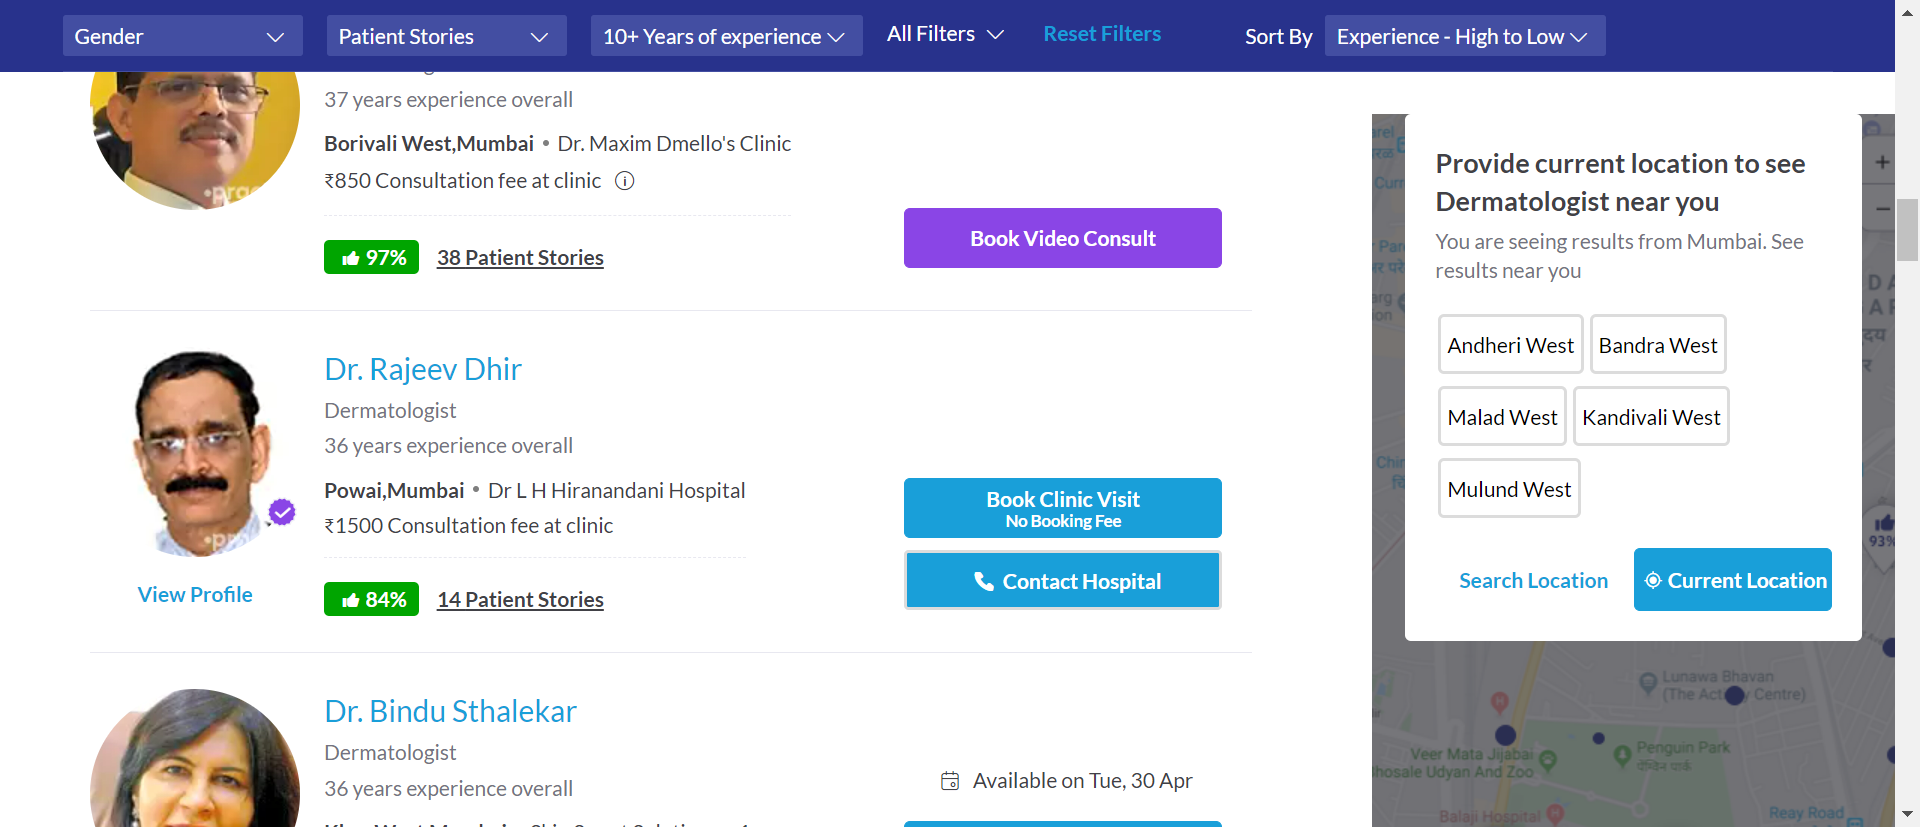 Gender
Patient Stories
10+ Years of experience
All Filters
Reset Filters
Sort By
Experience - High to Low
37 years experience overall
Borivali West,Mumbai • Dr. Maxim Dmello's Clinic
₹850 Consultation fee at clinic
97%
38 Patient Stories
Book Video Consult
Dr. Rajeev Dhir
Dermatologist
36 years experience overall
Powai,Mumbai • Dr L H Hiranandani Hospital
₹1500 Consultation fee at clinic
View Profile
84%
14 Patient Stories
Book Clinic Visit
No Booking Fee
Contact Hospital
Dr. Bindu Sthalekar
Dermatologist
36 years experience overall
Available on Tue, 30 Apr
Provide current location to see
Dermatologist near you
You are seeing results from Mumbai. See
results near you
Andheri West
Bandra West
Malad West
Kandivali West
Mulund West
Search Location
Current Location
93%
Lunawa Bhavan
Centre)
Penguin Park
पेंग्विन पार्क
Veer Mata Jijabai
Udyan And Zoo
Balaji Hospital
Reay Road